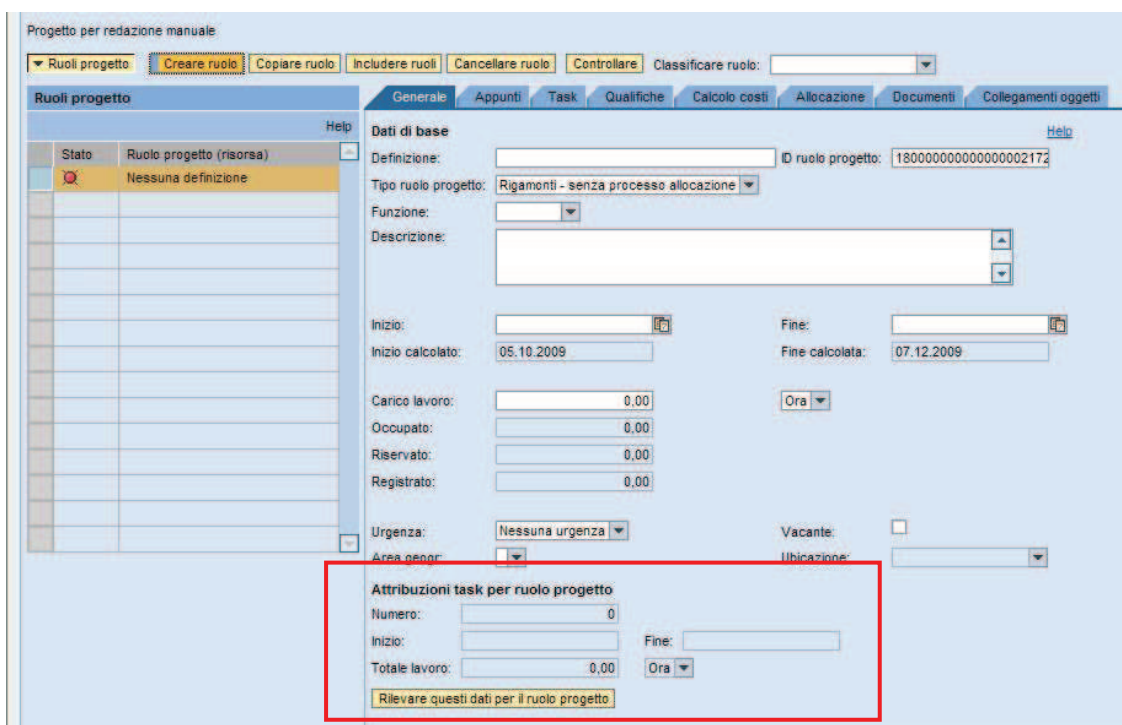 Progetto per redazione manuale
Ruoli progetto Creare ruolo Copiare ruolo Includere ruoli Cancellare ruolo Controllare Classificare ruolo:
Ruoli progetto
Help
Stato Ruolo progetto (risorsa)
Nessuna definizione
Generale Appunti Task Qualifiche Calcolo costi Allocazione Documenti Collegamenti oggetti
Dati di base Help
Definizione: ID ruolo progetto: 180000000000000002172
Tipo ruolo progetto: Rigamonti - senza processo allocazione
Funzione:
Descrizione:
Inizio: Fine:
Inizio calcolato: 05.10.2009 Fine calcolata: 07.12.2009
Carico lavoro: 0,00 Ora
Occupato: 0,00
Riservato: 0,00
Registrato: 0,00
Urgenza: Nessuna urgenza Vacante:
Area geogr: Ubicazione:
Attribuzioni task per ruolo progetto
Numero: 0
Inizio: Fine:
Totale lavoro: 0,00 Ora
Rilevare questi dati per il ruolo progetto